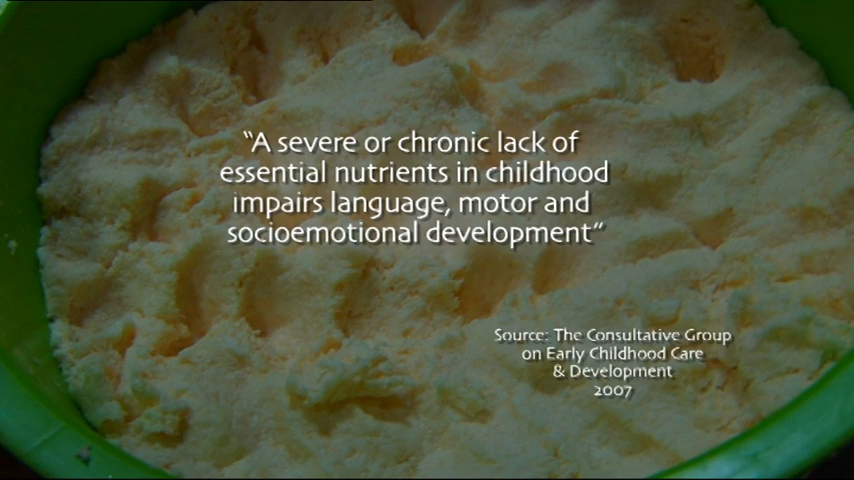 “A severe or chronic lack of
essential nutrients in childhood
impairs language, motor and
socioemotional development”
Source: The Consultative Group
on Early Childhood Care
& Development
2007